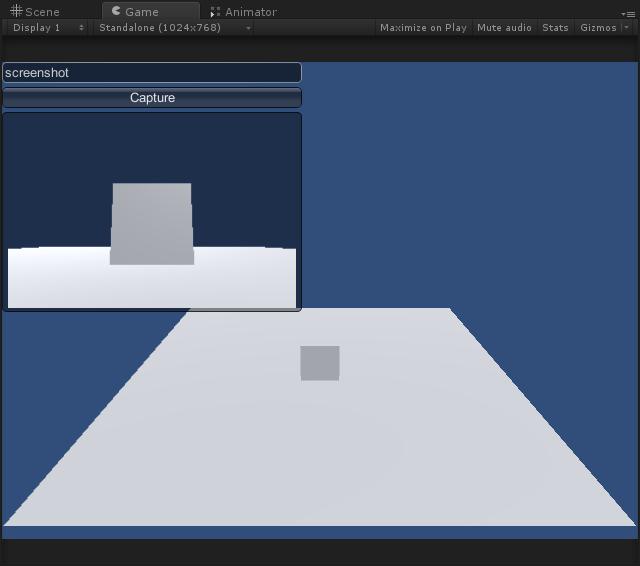 Scene Game Animator
Display 1 Standalone (1024x768) Maximize on Play Mute audio Stats Gizmos
screenshot
Capture